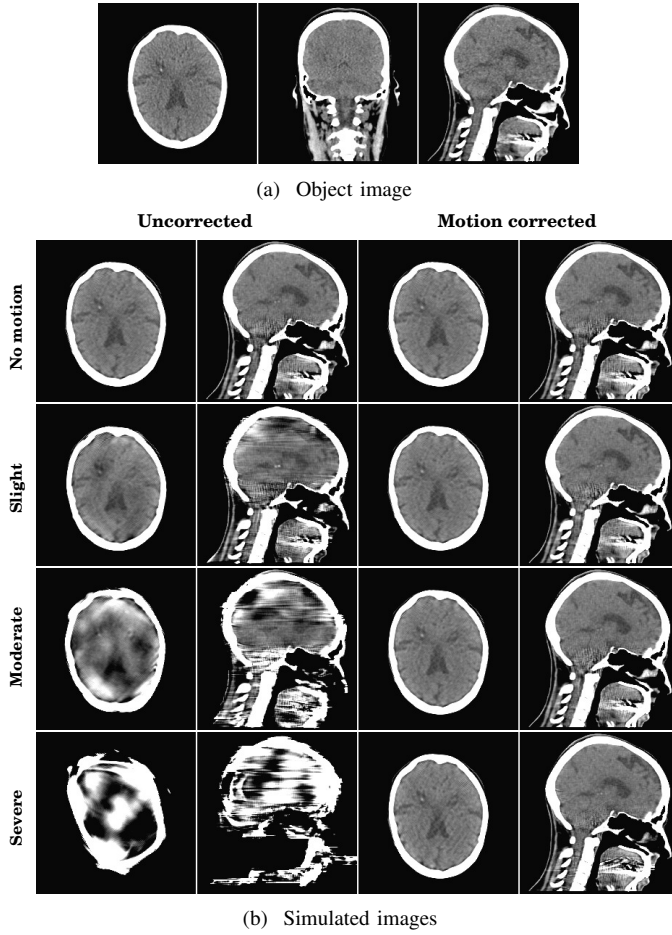 (a) Object image
Uncorrected Motion corrected
No motion
Slight
Moderate
Severe
(b) Simulated images